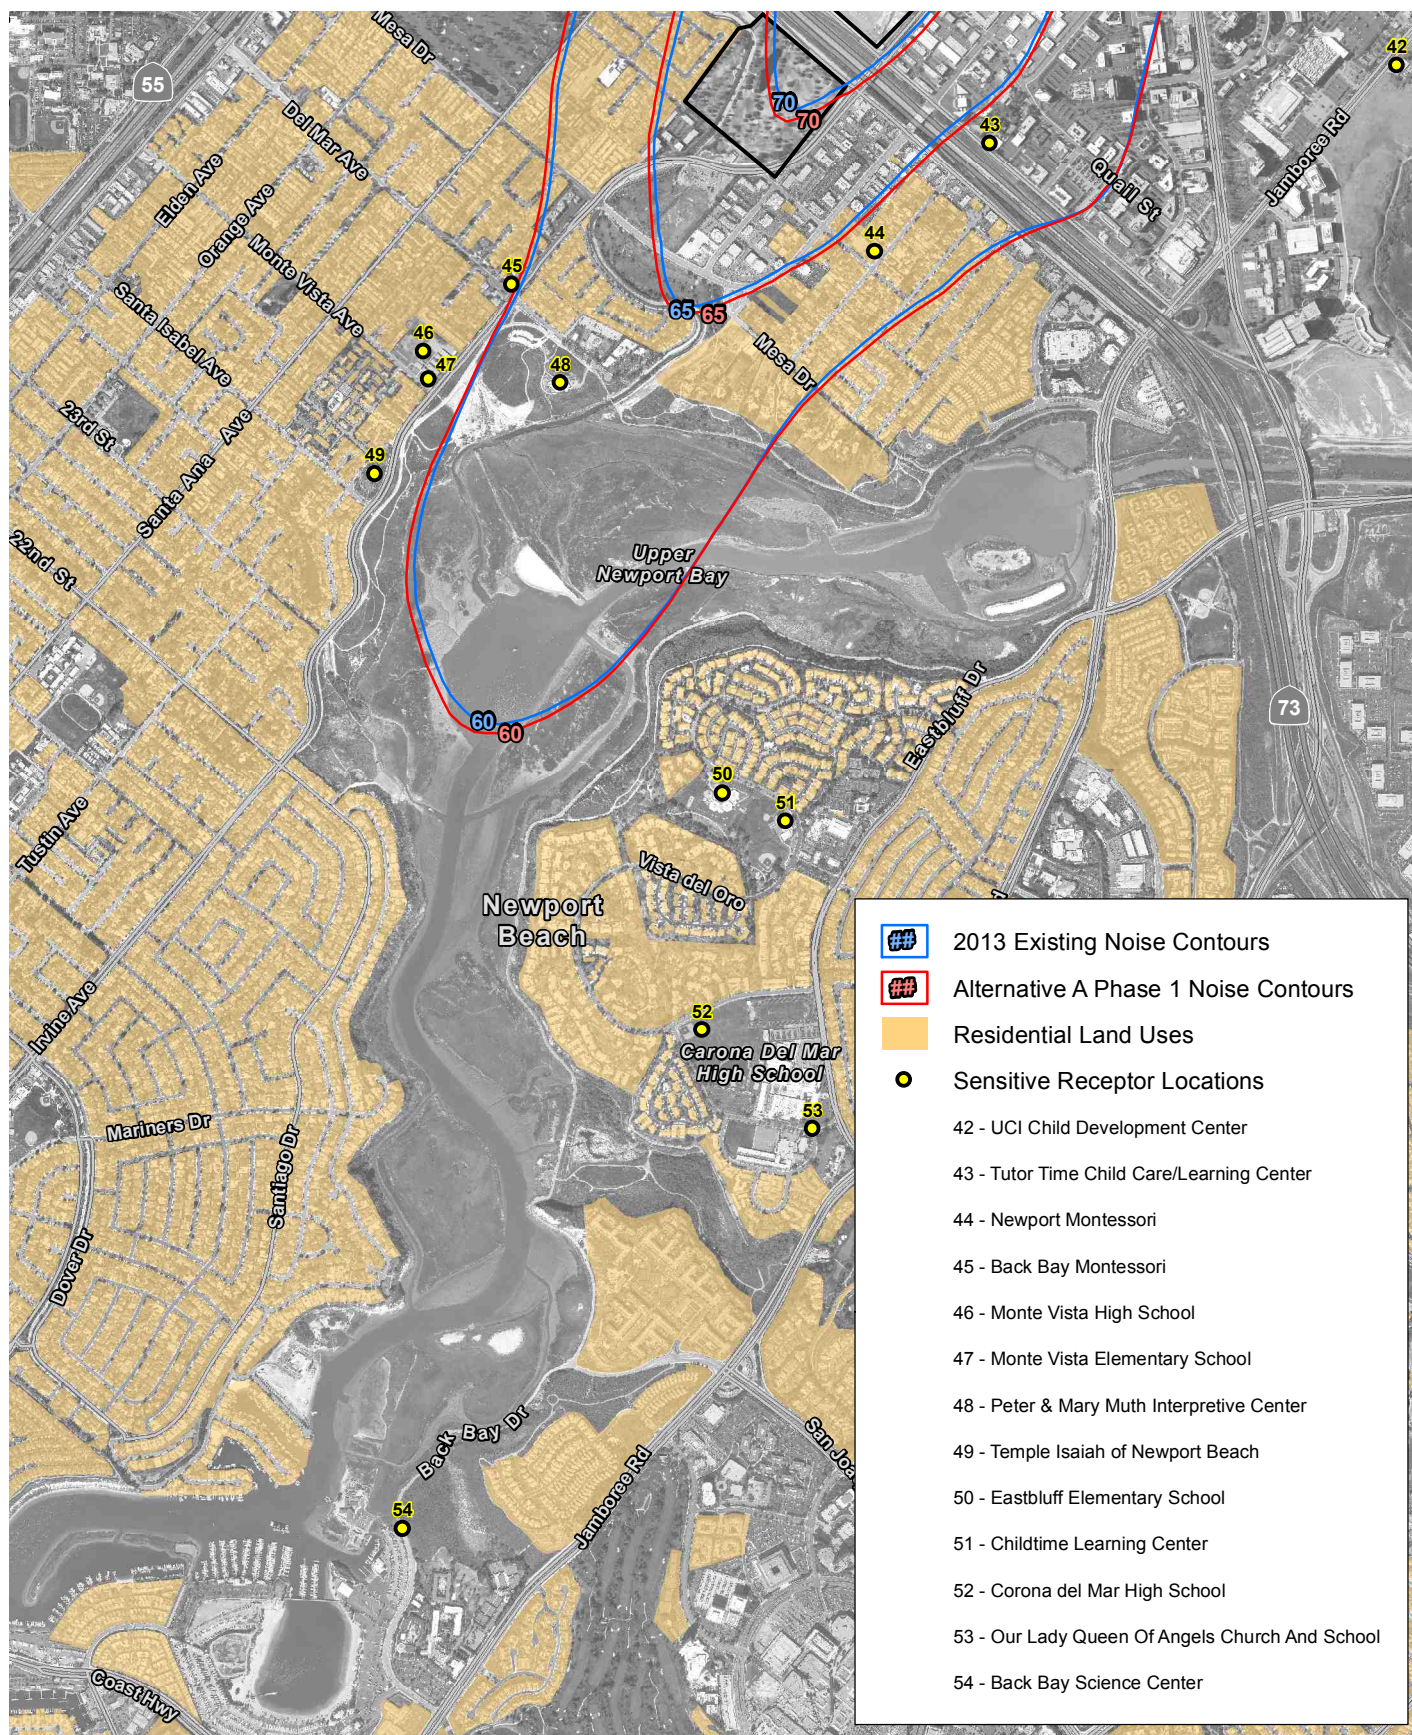 Mesa Dr
42
55
70
70
Del Mar Ave
43
Jamboree Rd
Elden Ave
Quail St
Orange Ave
44
Monte Vista Ave
45
Santa Isabel Ave
65
65
46
47
48
Mesa Dr
23rd St
Santa Ana Ave
49
22nd St
Upper
Newport Bay
Eastbluff Dr
73
60
60
50
51
Tustin Ave
Vista del Oro
Newport
Beach
Irvine Ave
52
Carona Del Mar
High School
53
Mariners Dr
Santiago Dr
Dover Dr
Back Bay Dr
San Joa
Jamboree Rd
54
Coast Hwy
## 2013 Existing Noise Contours
## Alternative A Phase 1 Noise Contours
Residential Land Uses
Sensitive Receptor Locations
42 - UCI Child Development Center
43 - Tutor Time Child Care/Learning Center
44 - Newport Montessori
45 - Back Bay Montessori
46 - Monte Vista High School
47 - Monte Vista Elementary School
48 - Peter & Mary Muth Interpretive Center
49 - Temple Isaiah of Newport Beach
50 - Eastbluff Elementary School
51 - Childtime Learning Center
52 - Corona del Mar High School
53 - Our Lady Queen Of Angels Church And School
54 - Back Bay Science Center